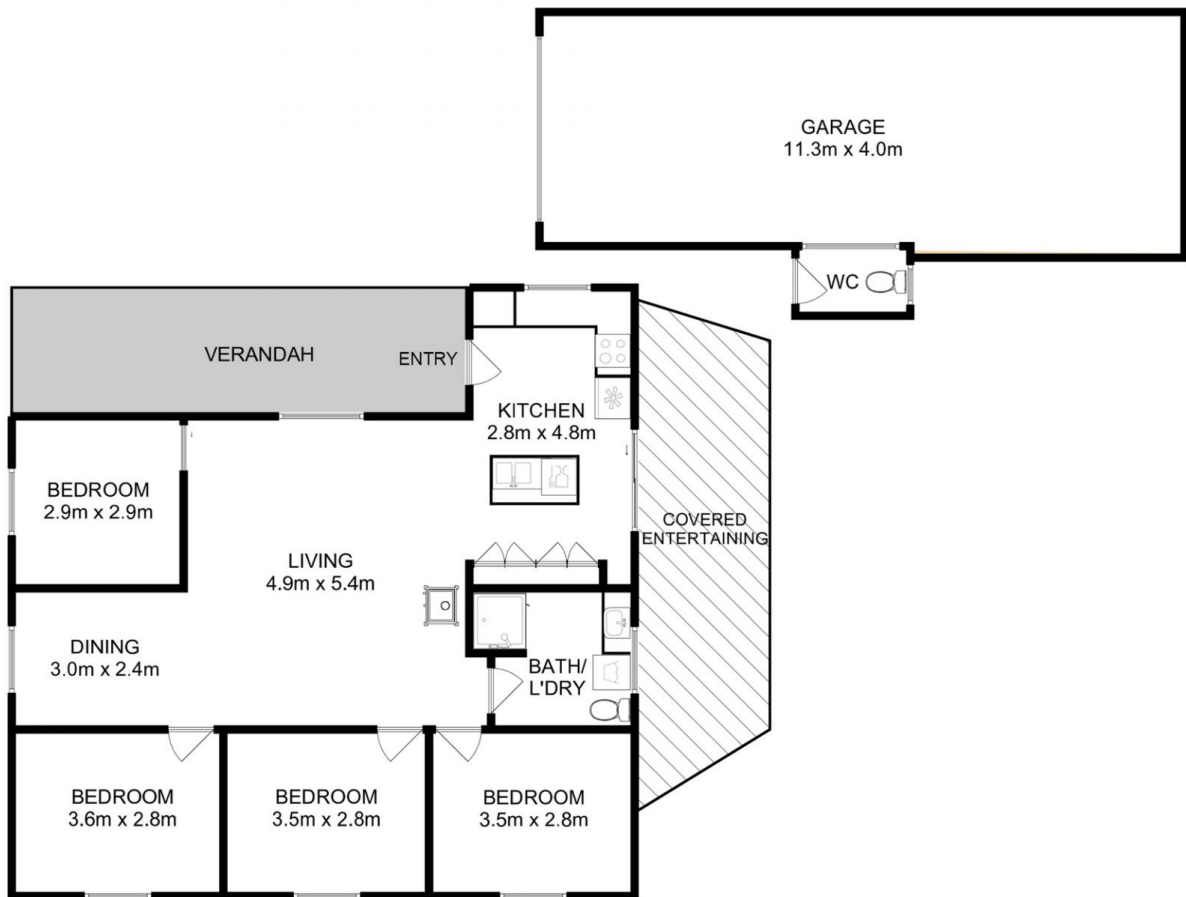 GARAGE
11.3m x 4.0m
WC
VERANDAH
ENTRY
KITCHEN
2.8m x 4.8m
BEDROOM
2.9m x 2.9m
COVERED
ENTERTAINING
LIVING
4.9m x 5.4m
DINING
3.0m x 2.4m
BATH/
L'DRY
BEDROOM
3.6m x 2.8m
BEDROOM
3.5m x 2.8m
BEDROOM
3.5m x 2.8m